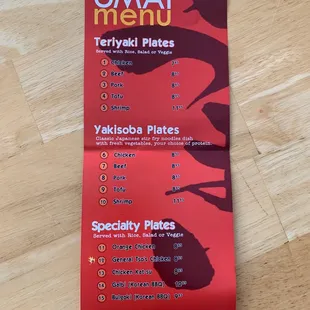 UMAI
menu
Teriyaki Plates
Served with Rice, Salad or Veggie
1 Chicken
2 Beef
3 Pork
4 Tofu
5 Shrimp
Yakisoba Plates
Classic Japanese stir fry noodles dish
with fresh vegetables, your choice of protein.
6 Chicken
7 Beef
8 Pork
9 Tofu
10 Shrimp
Specialty Plates
Served with Rice, Salad or Veggie
11 Orange Chicken
12 General Tso's Chicken
13 Chicken Katsu
14 Galbi (Korean BBQ)
15 Bulgogi (Korean BBQ)